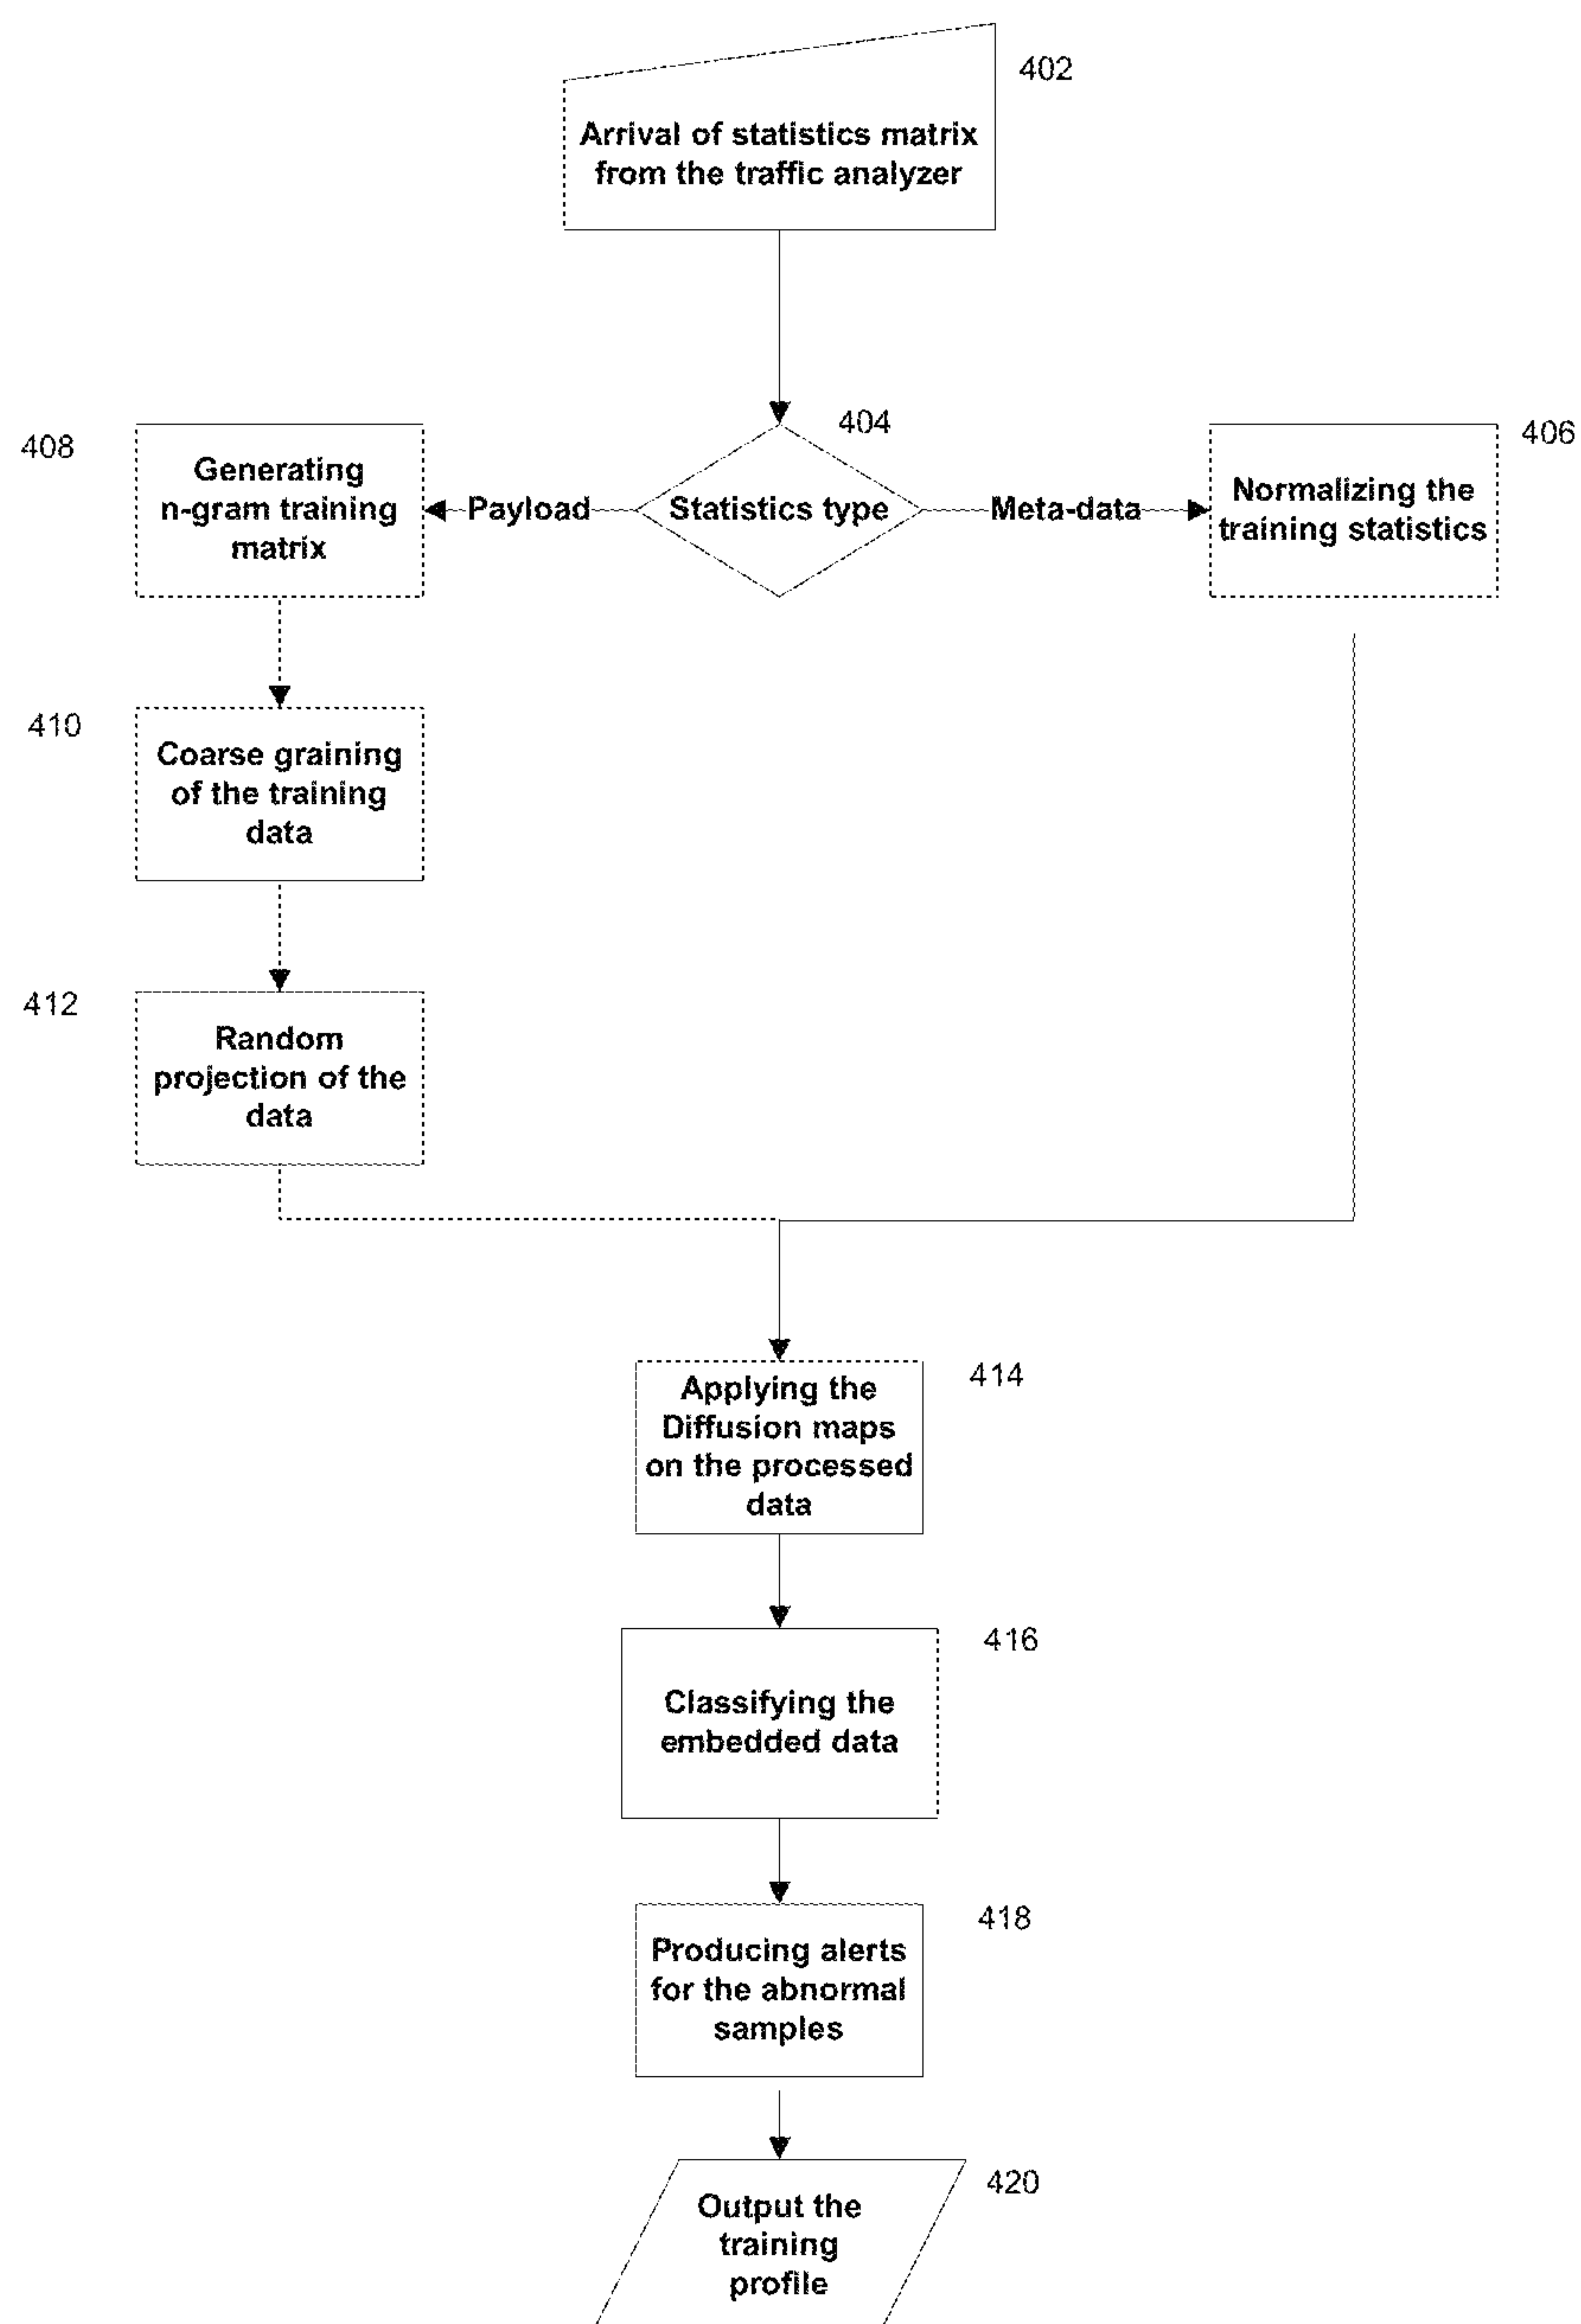 402
Arrival of statistics matrix
from the traffic analyzer
404
408
406
Generating
n-gram training
matrix
Payload
Statistics type
Meta-data
Normalizing the
training statistics
410
Coarse graining
of the training
data
412
Random
projection of the
data
414
Applying the
Diffusion maps
on the processed
data
416
Classifying the
embedded data
418
Producing alerts
for the abnormal
samples
420
Output the
training
profile